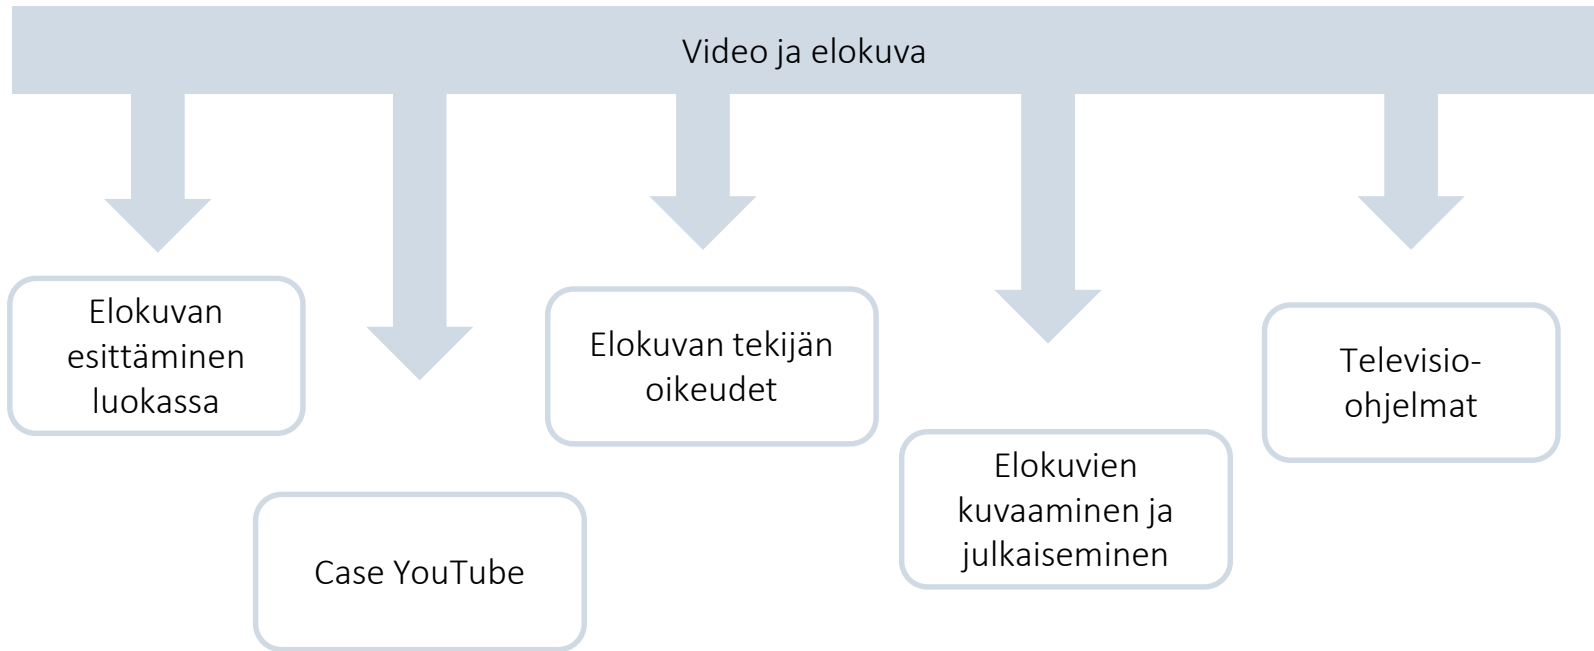 Video ja elokuva
Elokuvan
esittäminen
luokassa
Case YouTube
Elokuvan tekijän
oikeudet
Elokuvien
kuvaaminen ja
julkaiseminen
Televisio-
ohjelmat